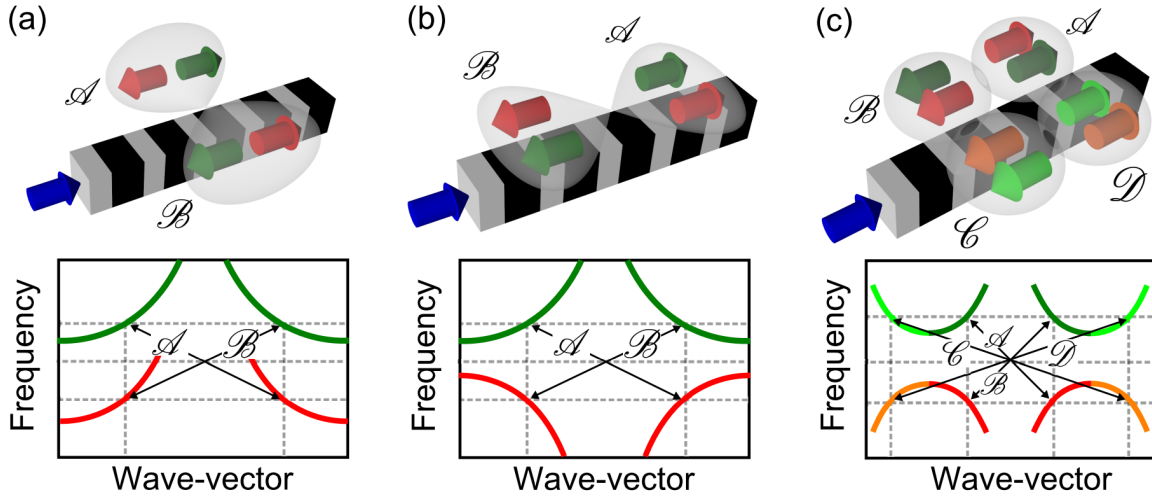 (a)
𝒜
ℬ
(b)
ℬ
𝒜
(c)
𝒜
ℬ
𝒞
𝒟
Frequency
𝒜
ℬ
Wave-vector
Frequency
𝒜
ℬ
Wave-vector
Frequency
𝒜
𝒞
𝒟
ℬ
Wave-vector